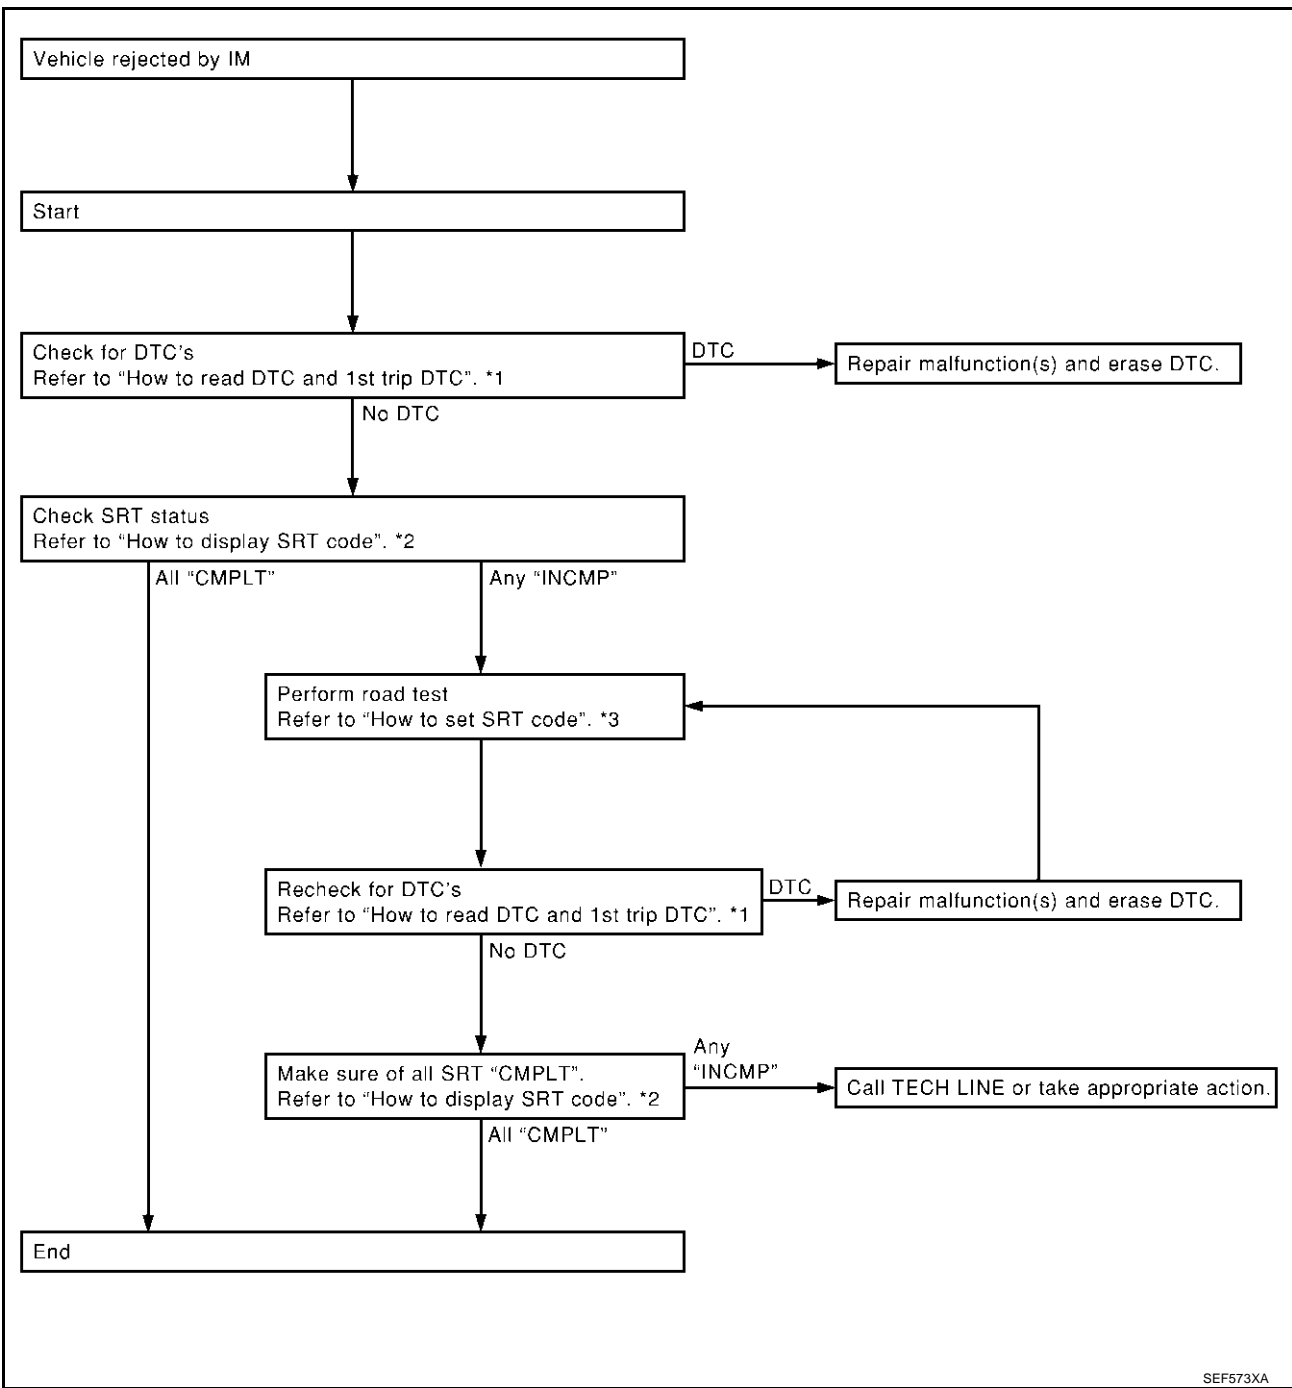 Vehicle rejected by IM
Start
Check for DTC's
Refer to “How to read DTC and 1st trip DTC”. *1
DTC
Repair malfunction(s) and erase DTC.
No DTC
Check SRT status
Refer to “How to display SRT code”. *2
All “CMPLT”
Any “INCMP”
Perform road test
Refer to “How to set SRT code”. *3
Recheck for DTC's
Refer to “How to read DTC and 1st trip DTC”. *1
DTC
Repair malfunction(s) and erase DTC.
No DTC
Make sure of all SRT “CMPLT”.
Refer to “How to display SRT code”. *2
Any
“INCMP”
Call TECH LINE or take appropriate action.
All “CMPLT”
End
SEF573XA